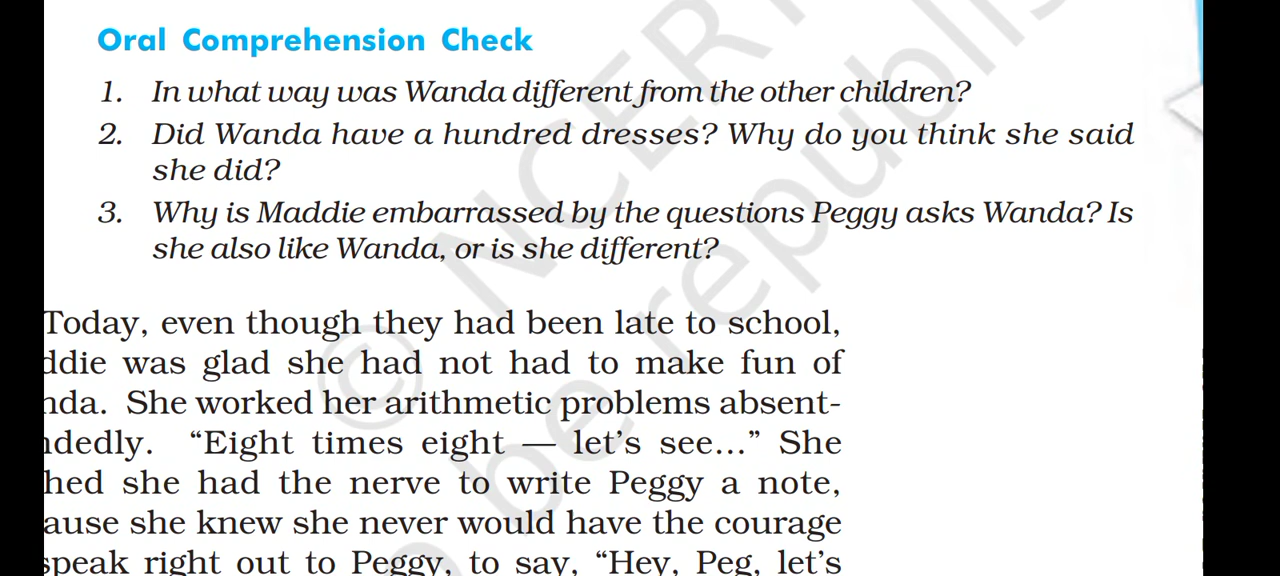 Oral Comprehension Check
1. In what way was Wanda different from the other children?
2. Did Wanda have a hundred dresses? Why do you think she said
she did?
3. Why is Maddie embarrassed by the questions Peggy asks Wanda? Is
she also like Wanda, or is she different?
Today, even though they had been late to school,
ddie was glad she had not had to make fun of
nda. She worked her arithmetic problems absent-
ndedly. “Eight times eight — let’s see...” She
hed she had the nerve to write Peggy a note,
ause she knew she never would have the courage
speak right out to Peggy, to say, “Hey, Peg, let’s
© NCERT
be republis